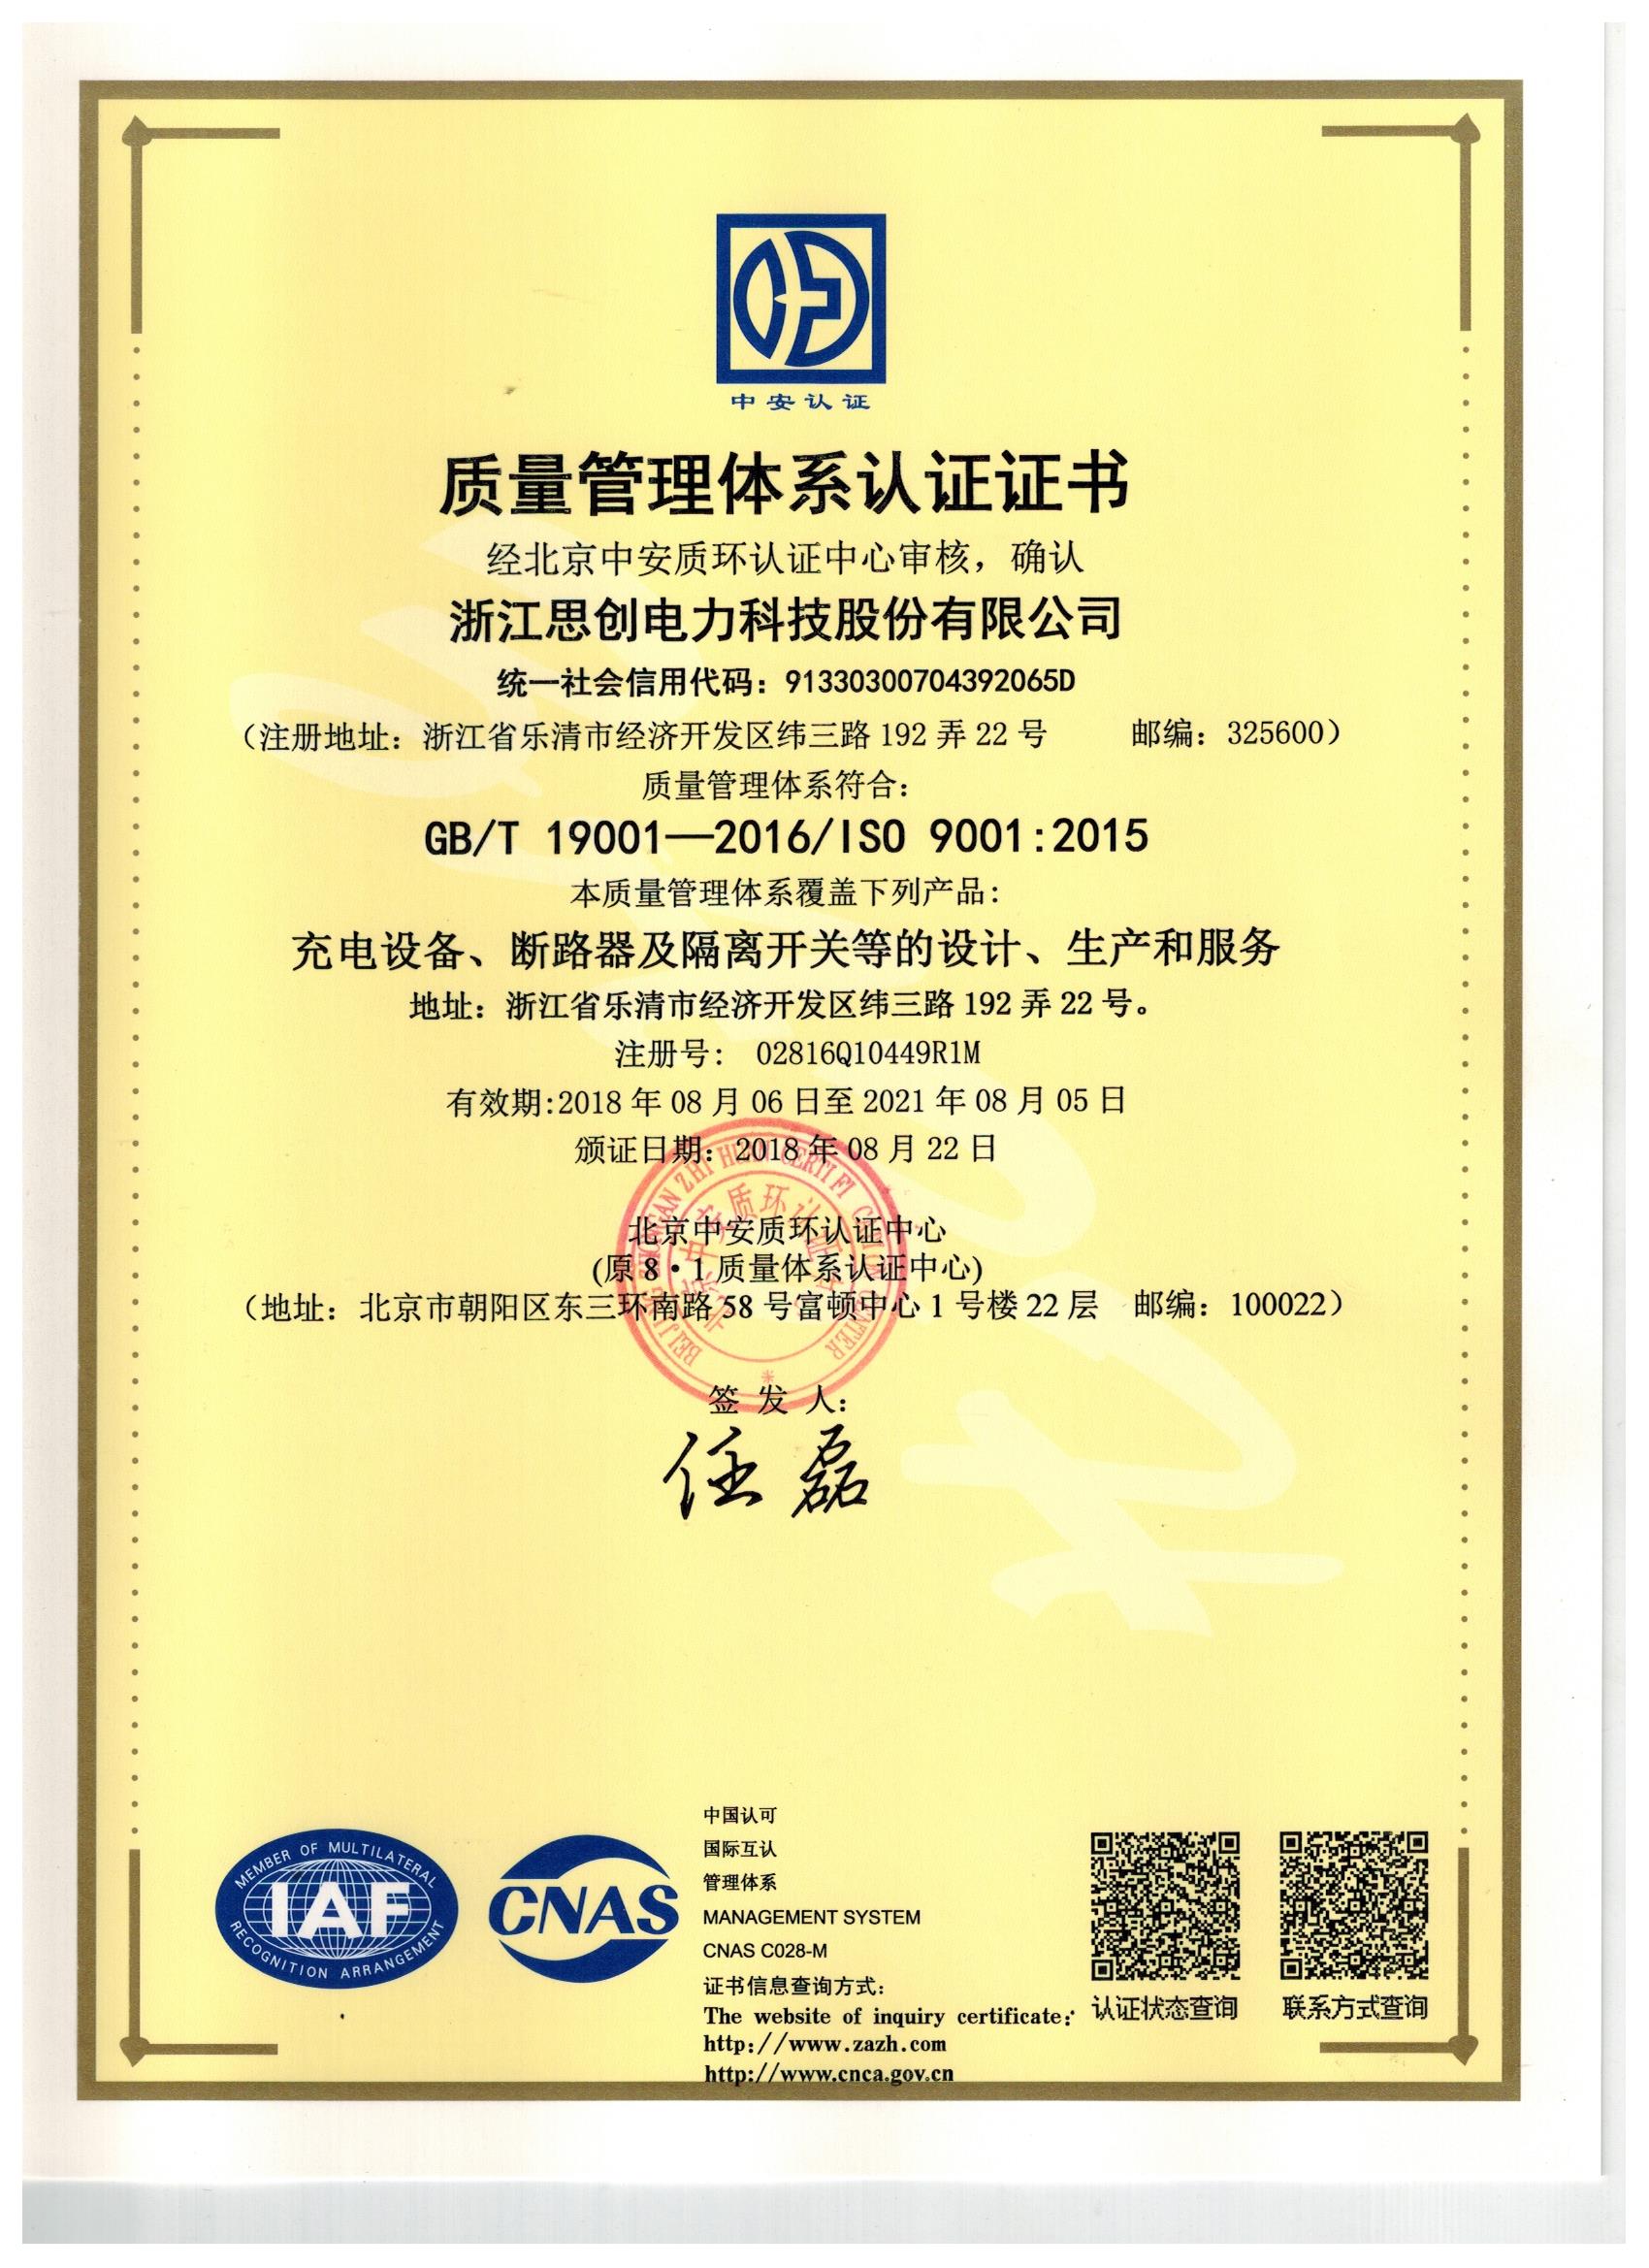 中安认证
质量管理体系认证证书
经北京中安质环认证中心审核，确认
浙江思创电力科技股份有限公司
统一社会信用代码：91330300704392065D
（注册地址：浙江省乐清市经济开发区纬三路 192 弄 22 号 邮编：325600）
质量管理体系符合：
GB/T 19001—2016/ISO 9001:2015
本质量管理体系覆盖下列产品：
充电设备、断路器及隔离开关等的设计、生产和服务
地址：浙江省乐清市经济开发区纬三路 192 弄 22 号。
注册号： 02816Q10449R1M
有效期:2018 年 08 月 06 日至 2021 年 08 月 05 日
颁证日期：2018 年 08 月 22 日
北京中安质环认证中心
(原 8·1 质量体系认证中心)
（地址：北京市朝阳区东三环南路 58 号富顿中心 1 号楼 22 层 邮编：100022）
签 发 人：
任磊
MEMBER OF MULTILATERAL
IAF
RECOGNITION ARRANGEMENT
CNAS
中国认可
国际互认
管理体系
MANAGEMENT SYSTEM
CNAS C028-M
证书信息查询方式：
The website of inquiry certificate：
http://www.zazh.com
http://www.cnca.gov.cn
认证状态查询
联系方式查询